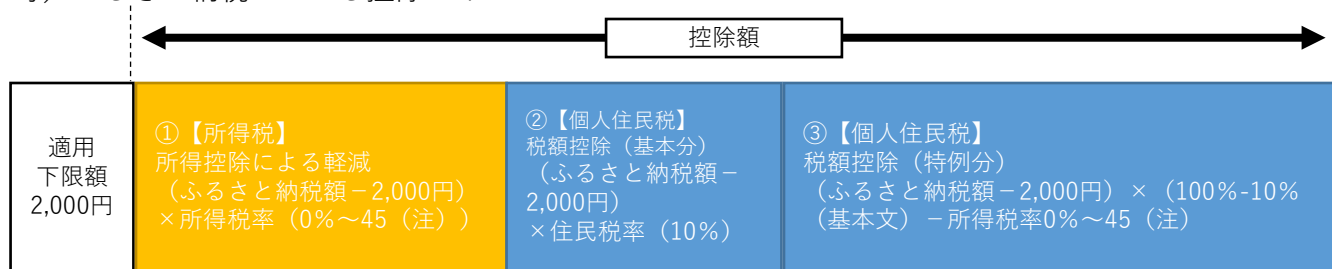 控除額
適用
下限額
2,000円
①【所得税】
所得控除による軽減
（ふるさと納税額－2,000円）
×所得税率（0%～45（注））
②【個人住民税】
税額控除（基本分）
（ふるさと納税額－
2,000円）
×住民税率（10%）
③【個人住民税】
税額控除（特例分）
（ふるさと納税額－2,000円）×（100%-10%
（基本文）－所得税率0%～45（注）